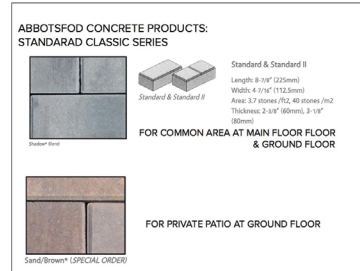 ABBOTSFOD CONCRETE PRODUCTS:
STANDARAD CLASSIC SERIES
Standard & Standard II
Standard & Standard II
Length: 8-7/8" (225mm)
Width: 4-7/16" (112.5mm)
Area: 3.7 stones /ft2, 40 stones /m2
Thickness: 2-3/8" (60mm), 3-1/8"
(80mm)
Shadow* Blend
FOR COMMON AREA AT MAIN FLOOR FLOOR
& GROUND FLOOR
FOR PRIVATE PATIO AT GROUND FLOOR
Sand/Brown* (SPECIAL ORDER)